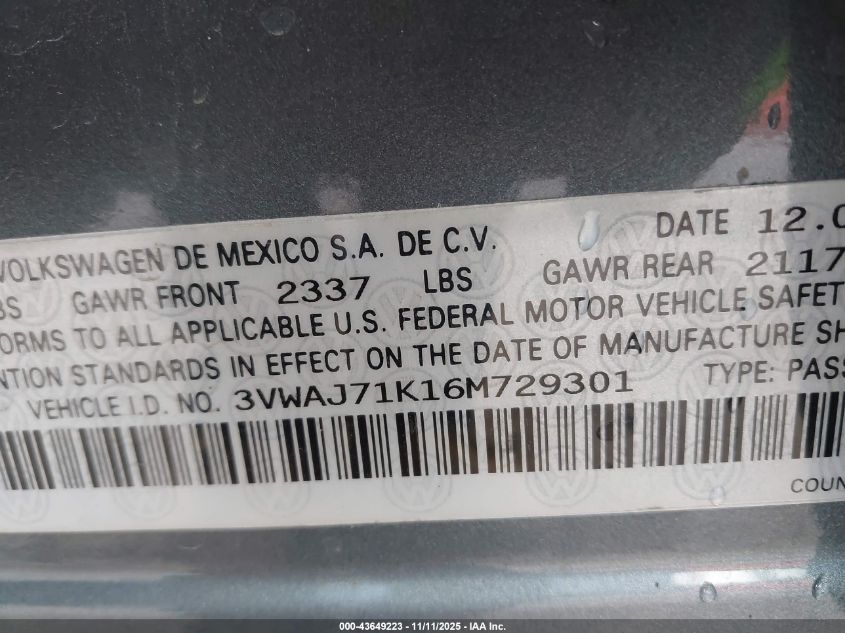 VOLKSWAGEN DE MEXICO S.A. DE C.V. DATE 12.0
BS GAWR FRONT 2337 LBS GAWR REAR 2117
ORMS TO ALL APPLICABLE U.S. FEDERAL MOTOR VEHICLE SAFET
NTION STANDARDS IN EFFECT ON THE DATE OF MANUFACTURE SH
VEHICLE I.D. NO. 3VWAJ71K16M729301 TYPE: PASS
COUN
000-43649223 - 11/11/2025 - IAA Inc.